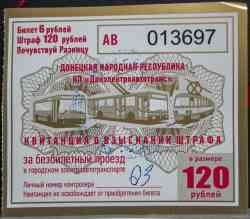 Билет 6 рублей
Штраф 120 рублей
Почувствуй Разницу
АВ 013697
ДОНЕЦКАЯ НАРОДНАЯ РЕСПУБЛИКА
КП «Донэлектроавтотранс»
КВИТАНЦИЯ О ВЗЫСКАНИИ ШТРАФА
за безбилетный проезд
в городском электроавтотранспорте
в размере
120
рублей
Личный номер контролера
Квитанция не освобождает от приобретения билета